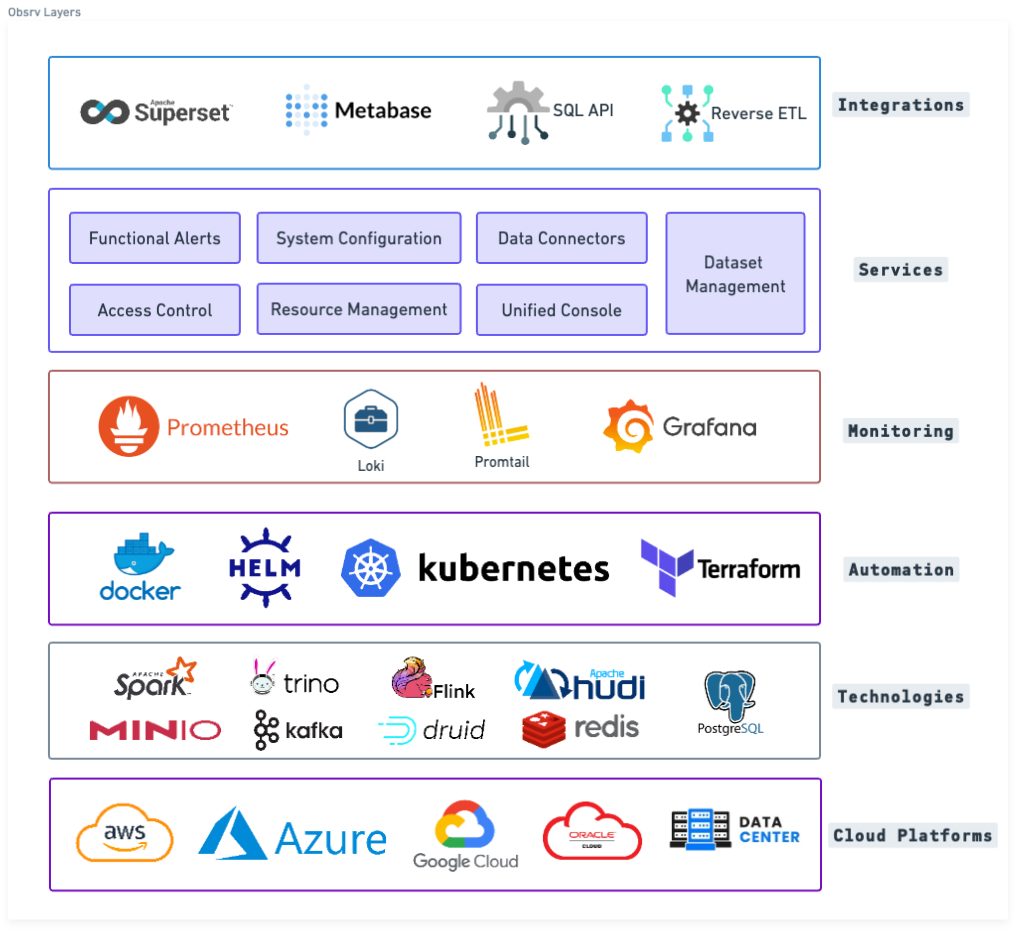 Obsrv Layers
Apache
Superset™
Metabase
SQL API
Reverse ETL
Integrations
Functional Alerts
System Configuration
Data Connectors
Dataset
Management
Access Control
Resource Management
Unified Console
Services
Prometheus
Loki
Promtail
Grafana
Monitoring
docker
HELM
kubernetes
Terraform
Automation
APACHE
Spark™
trino
Flink
Apache
hudi
PostgreSQL
MINIO
kafka
druid
redis
Technologies
aws
Azure
Google Cloud
ORACLE
CLOUD
DATA
CENTER
Cloud Platforms